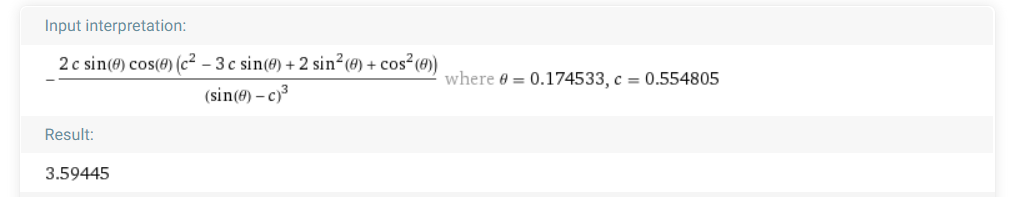 Input interpretation:
- 2 c sin(θ) cos(θ) (c² – 3 c sin(θ) + 2 sin²(θ) + cos²(θ)) / (sin(θ) – c)³ where θ = 0.174533, c = 0.554805
Result:
3.59445